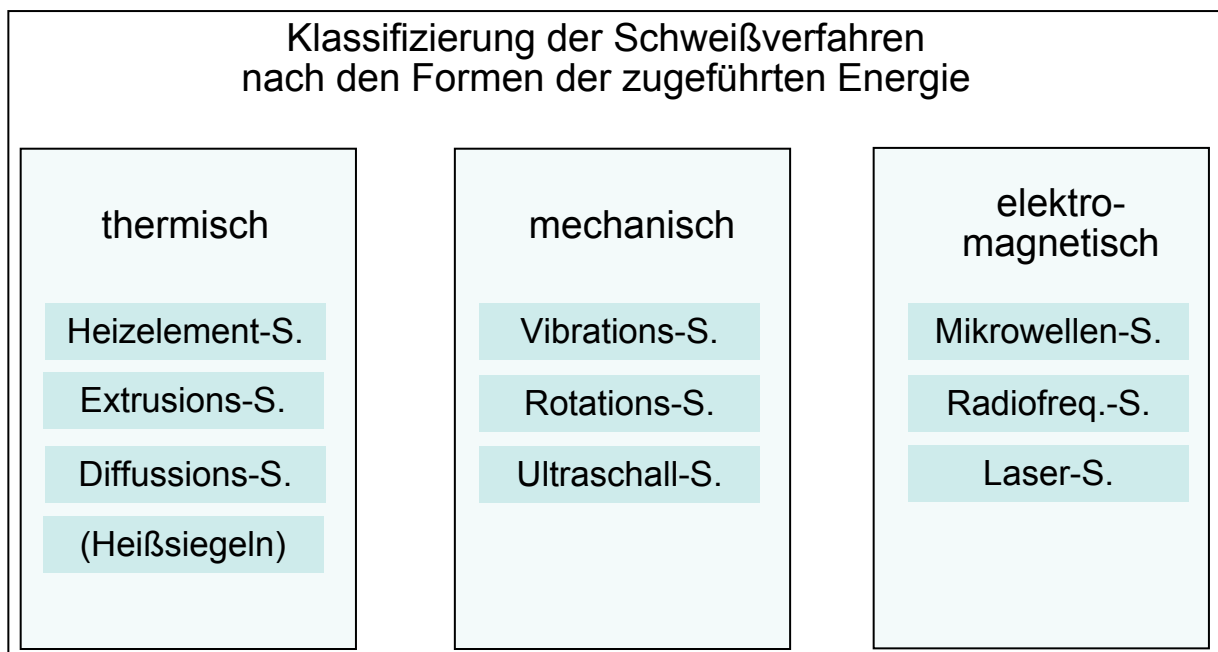 Klassifizierung der Schweißverfahren
nach den Formen der zugeführten Energie
thermisch
Heizelement-S.
Extrusions-S.
Diffussions-S.
(Heißsiegeln)
mechanisch
Vibrations-S.
Rotations-S.
Ultraschall-S.
elektro-
magnetisch
Mikrowellen-S.
Radiofreq.-S.
Laser-S.